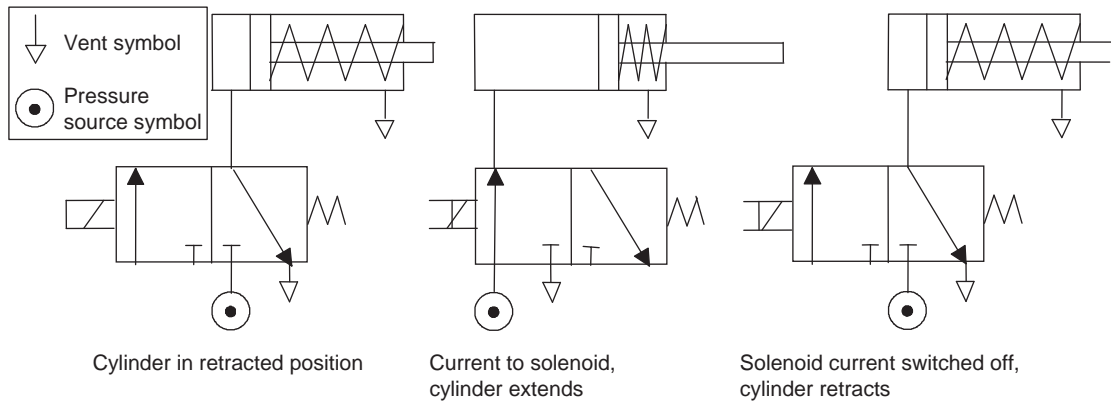 Vent symbol
Pressure
source symbol
Cylinder in retracted position
Current to solenoid,
cylinder extends
Solenoid current switched off,
cylinder retracts